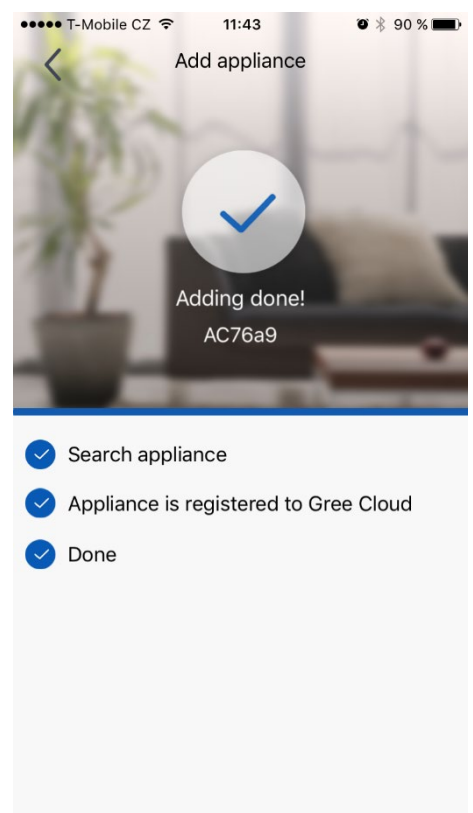 T-Mobile CZ 11:43 90 %
Add appliance
Adding done!
AC76a9
Search appliance
Appliance is registered to Gree Cloud
Done